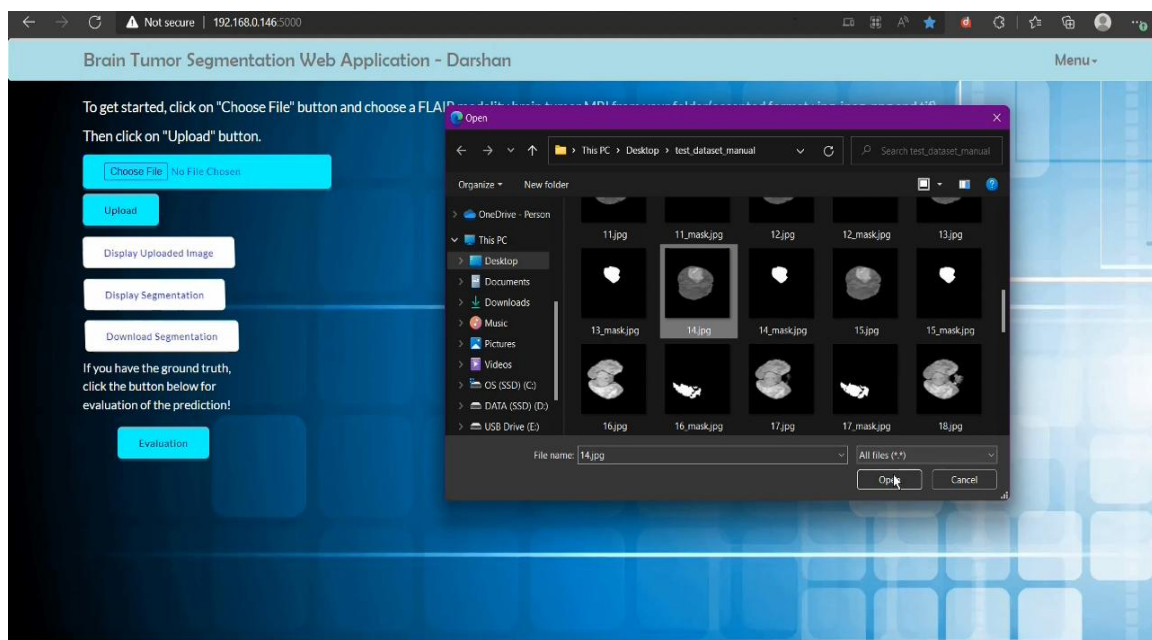 Not secure | 192.168.0.146:5000
Brain Tumor Segmentation Web Application - Darshan
Menu
To get started, click on "Choose File" button and choose a FLAIR
Then click on "Upload" button.
Choose File No File Chosen
Upload
Display Uploaded Image
Display Segmentation
Download Segmentation
If you have the ground truth,
click the button below for
evaluation of the prediction!
Evaluation
Open
This PC > Desktop > test_dataset_manual
Search test_dataset_manual
Organize New folder
OneDrive - Person
This PC
Desktop
Documents
Downloads
Music
Pictures
Videos
OS (SSD) (C:)
DATA (SSD) (D:)
USB Drive (E:)
11.jpg 11_mask.jpg 12.jpg 12_mask.jpg 13.jpg
13_mask.jpg 14.jpg 14_mask.jpg 15.jpg 15_mask.jpg
16.jpg 16_mask.jpg 17.jpg 17_mask.jpg 18.jpg
File name: 14.jpg All files (*.*)
Open Cancel